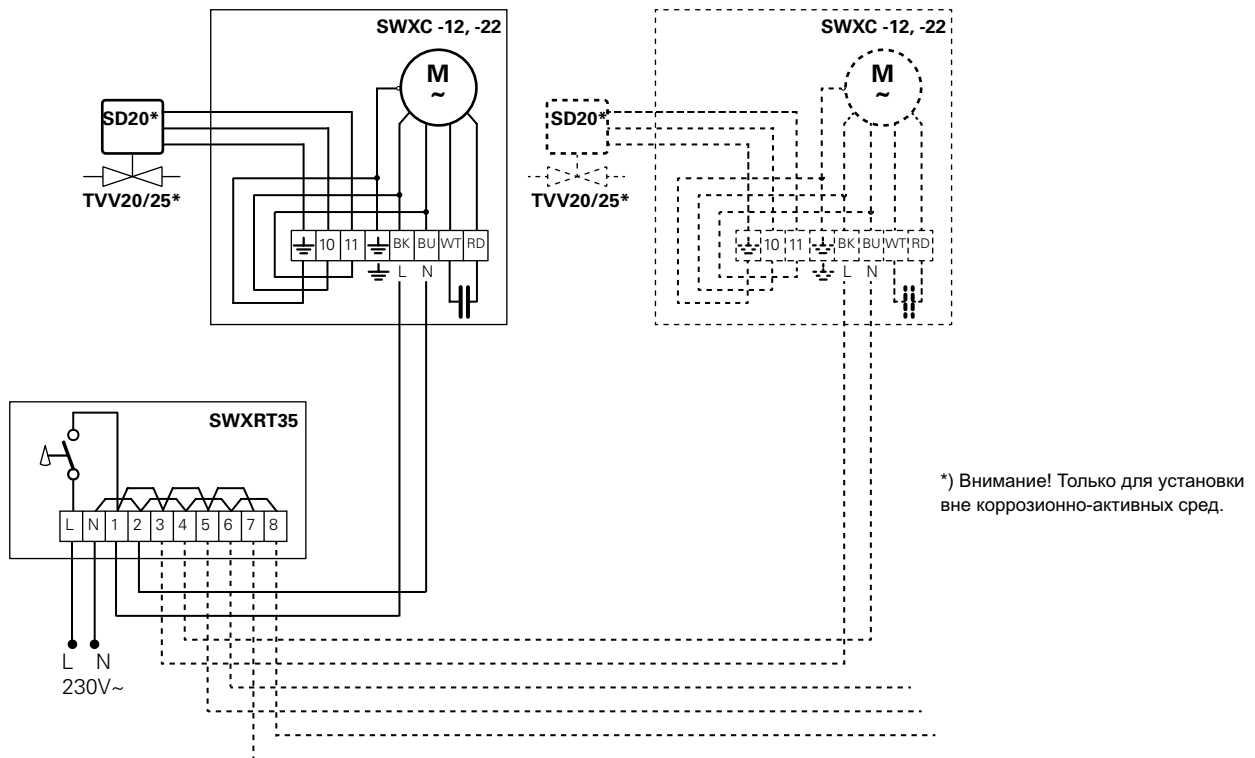 SWXC -12, -22
M
~
SD20*
TVV20/25*
10 11 BK BU WT RD
L N
SWXC -12, -22
M
~
SD20*
TVV20/25*
10 11 BK BU WT RD
L N
SWXRT35
L N 1 2 3 4 5 6 7 8
L N
230V~
*) Внимание! Только для установки
вне коррозионно-активных сред.